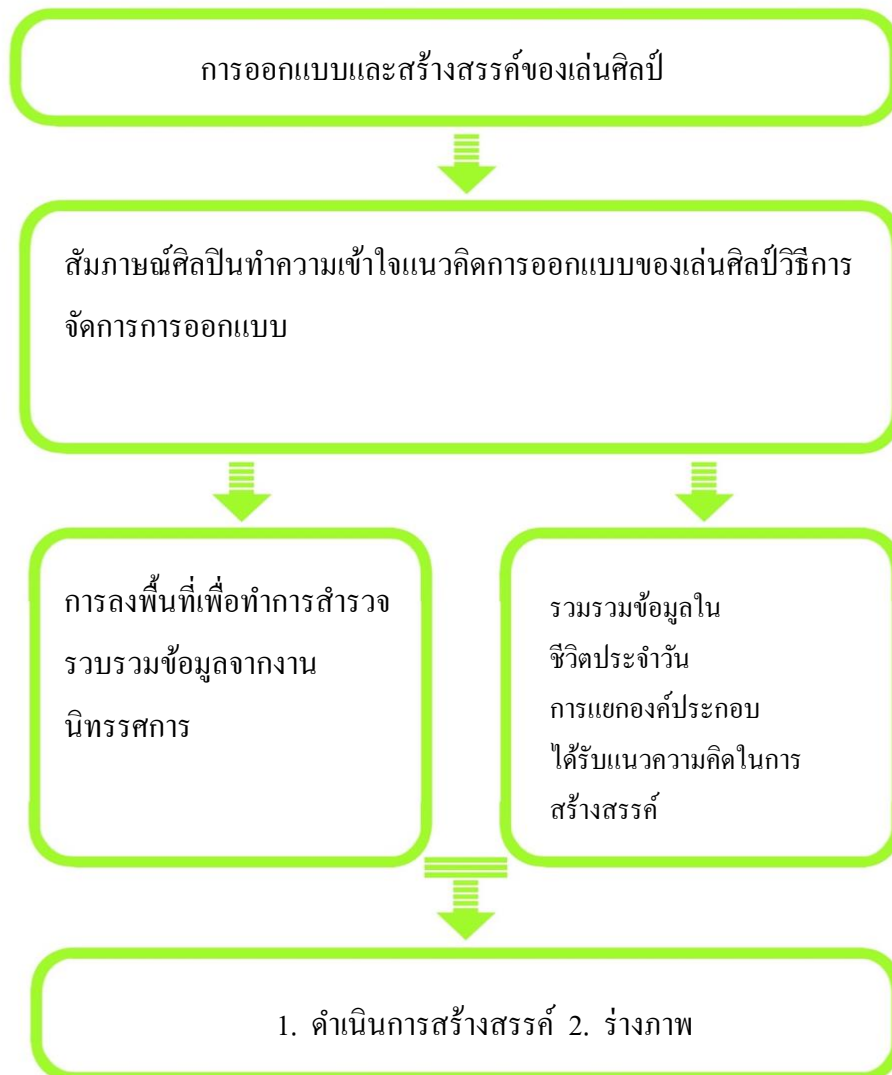 การออกแบบและสร้างสรรค์ของเล่นศิลป์
สัมภาษณ์ศิลปินทำความเข้าใจแนวคิดการออกแบบของเล่นศิลป์วิธีการ
จัดการการออกแบบ
การลงพื้นที่เพื่อทำการสำรวจ
รวบรวมข้อมูลจากงาน
นิทรรศการ
รวมรวมข้อมูลใน
ชีวิตประจำวัน
การแยกองค์ประกอบ
ได้รับแนวความคิดในการ
สร้างสรรค์
1. ดำเนินการสร้างสรรค์ 2. ร่างภาพ